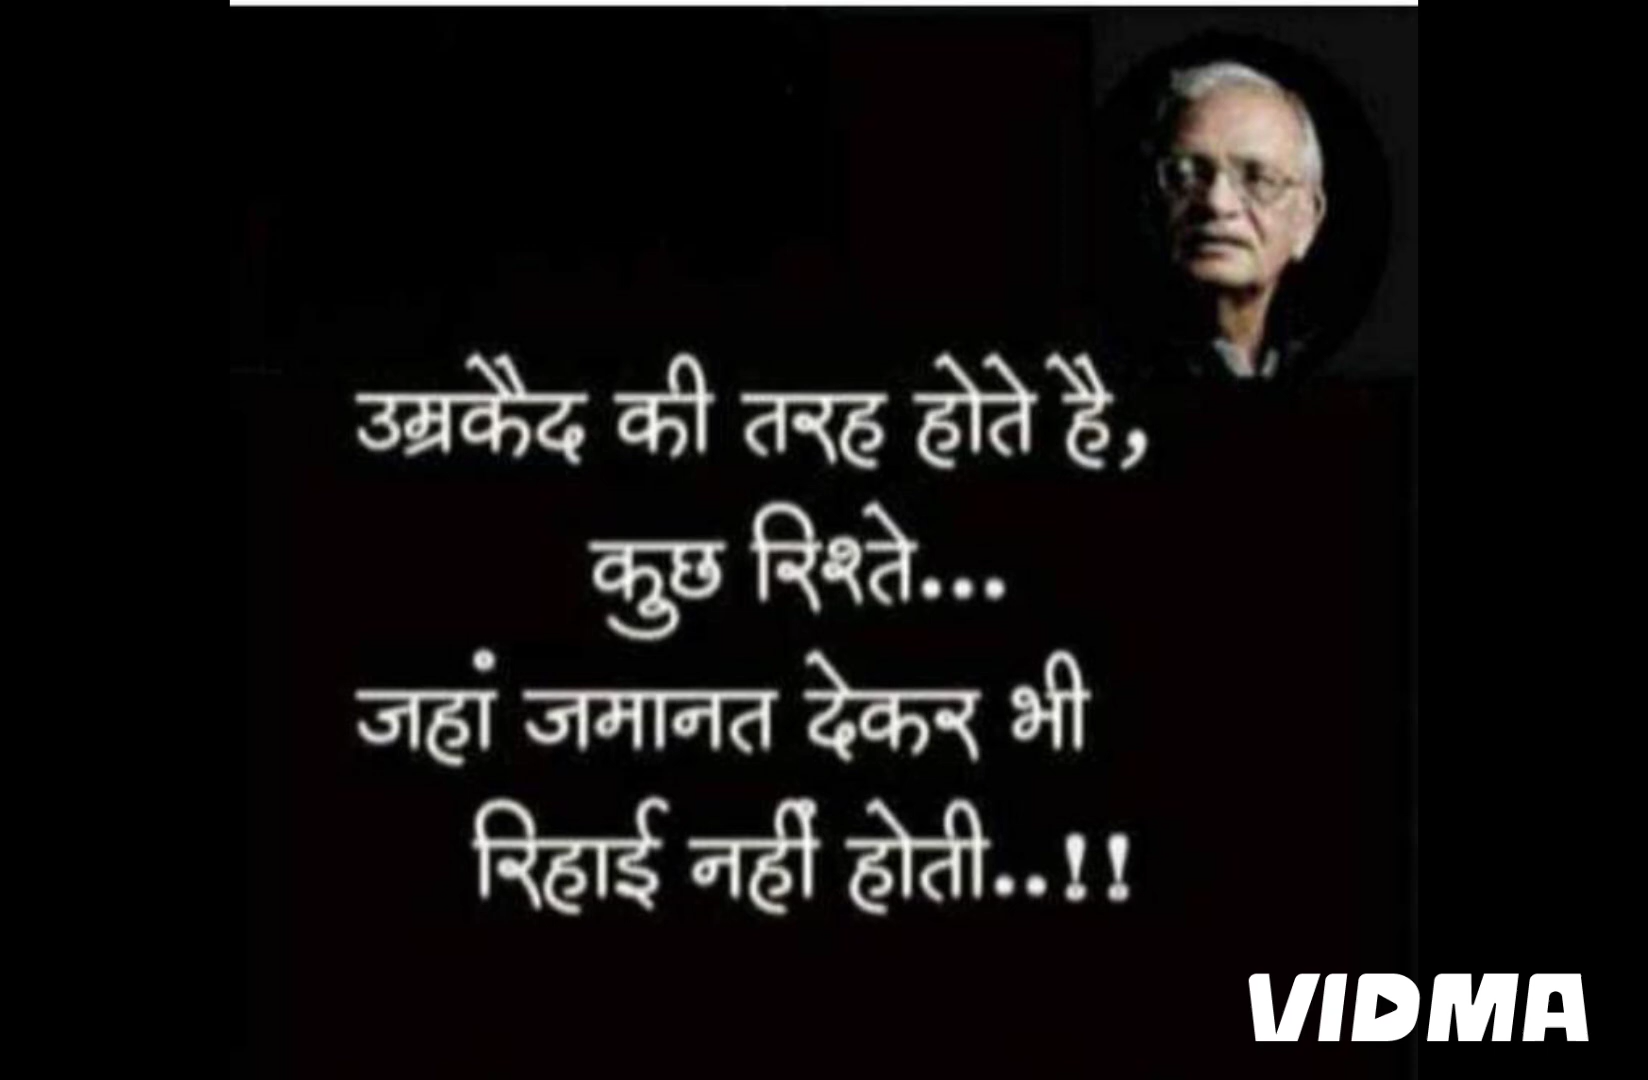 उम्रकैद की तरह होते है,
कुछ रिश्ते...
जहां जमानत देकर भी
रिहाई नहीं होती..!!
VIDMA